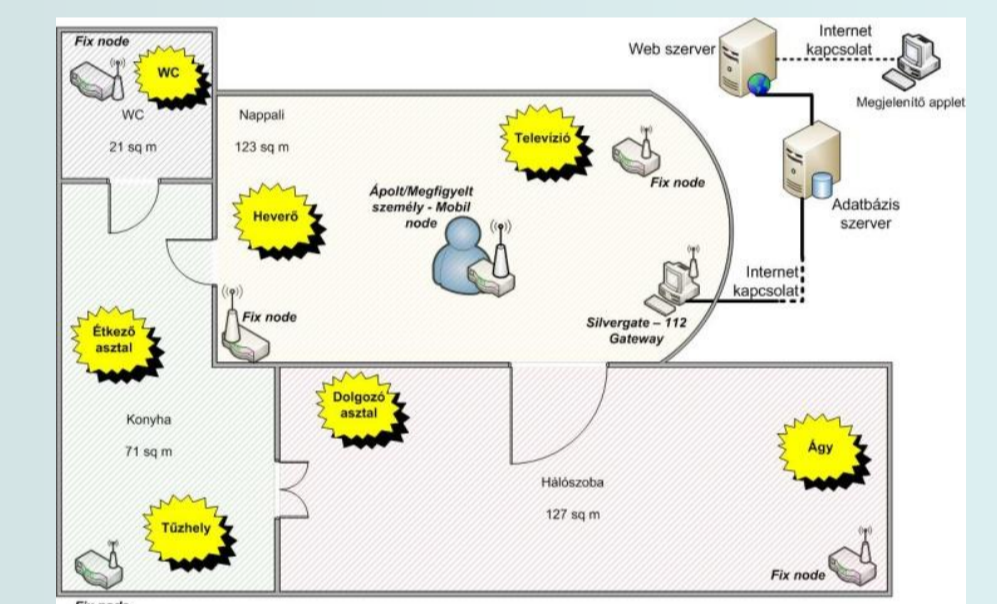 Fix node
WC
WC
21 sq m
Nappali
123 sq m
Heverő
Ápolt/Megfigyelt
személy - Mobil
node
Televízió
Fix node
Web szerver
Internet
kapcsolat
Megjelenítő applet
Adatbázis
szerver
Internet
kapcsolat
Silvergate – 112
Gateway
Fix node
Étkező
asztal
Konyha
71 sq m
Tűzhely
Dolgozó
asztal
Hálószoba
127 sq m
Ágy
Fix node
Fix node